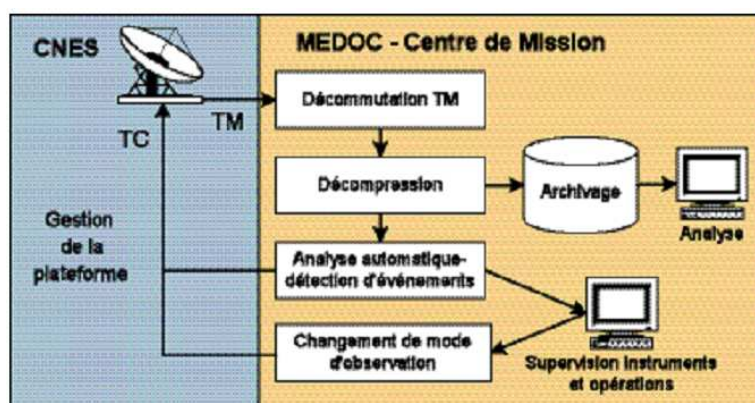 CNES
MEDOC - Centre de Mission
TC
TM
Décommutation TM
Décompression
Archivage
Analyse
Gestion
de la
plateforme
Analyse automatique-
détection d'événements
Changement de mode
d'observation
Supervision instruments
et opérations